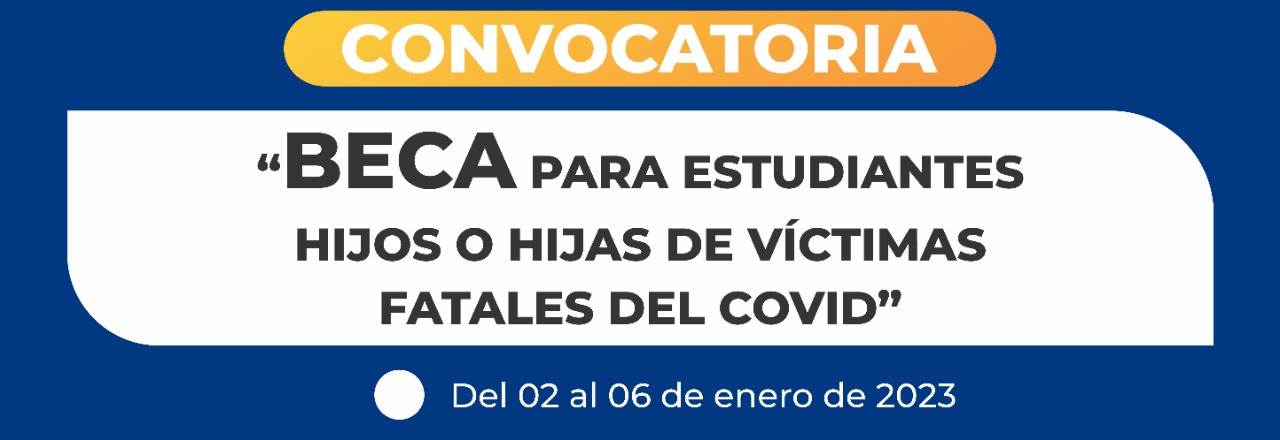 CONVOCATORIA
“BECA PARA ESTUDIANTES
HIJOS O HIJAS DE VÍCTIMAS
FATALES DEL COVID”
Del 02 al 06 de enero de 2023